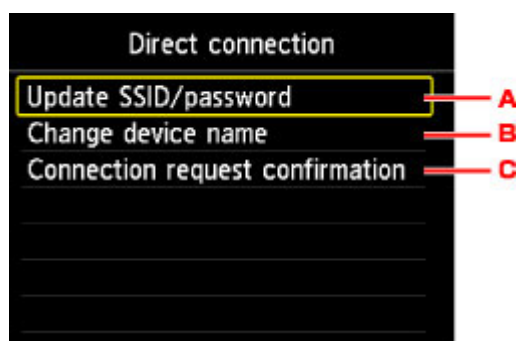 Direct connection
Update SSID/password A
Change device name B
Connection request confirmation C